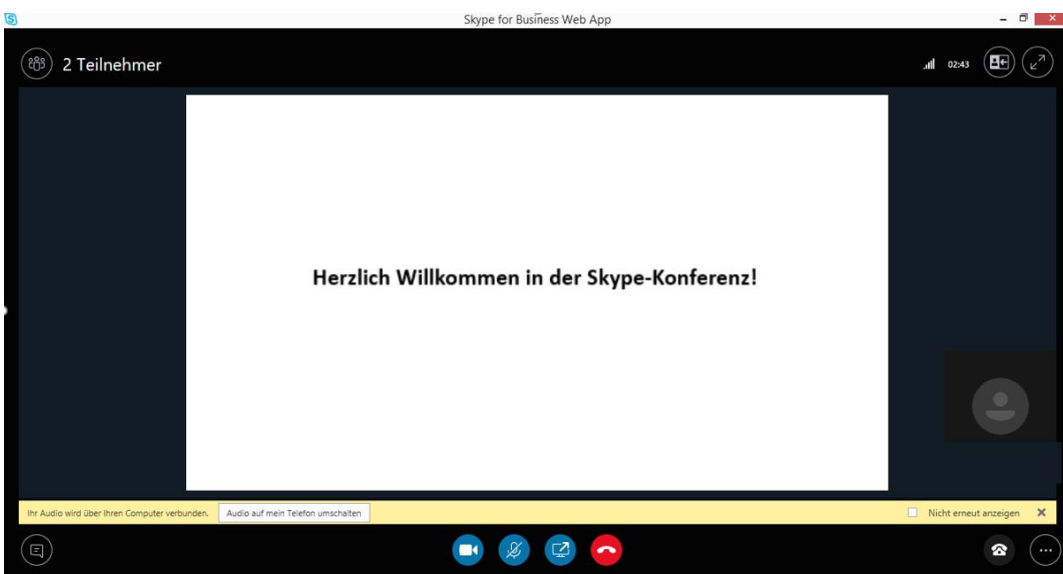 Skype for Business Web App
2 Teilnehmer
02:43
Herzlich Willkommen in der Skype-Konferenz!
Ihr Audio wird über Ihren Computer verbunden. Audio auf mein Telefon umschalten Nicht erneut anzeigen